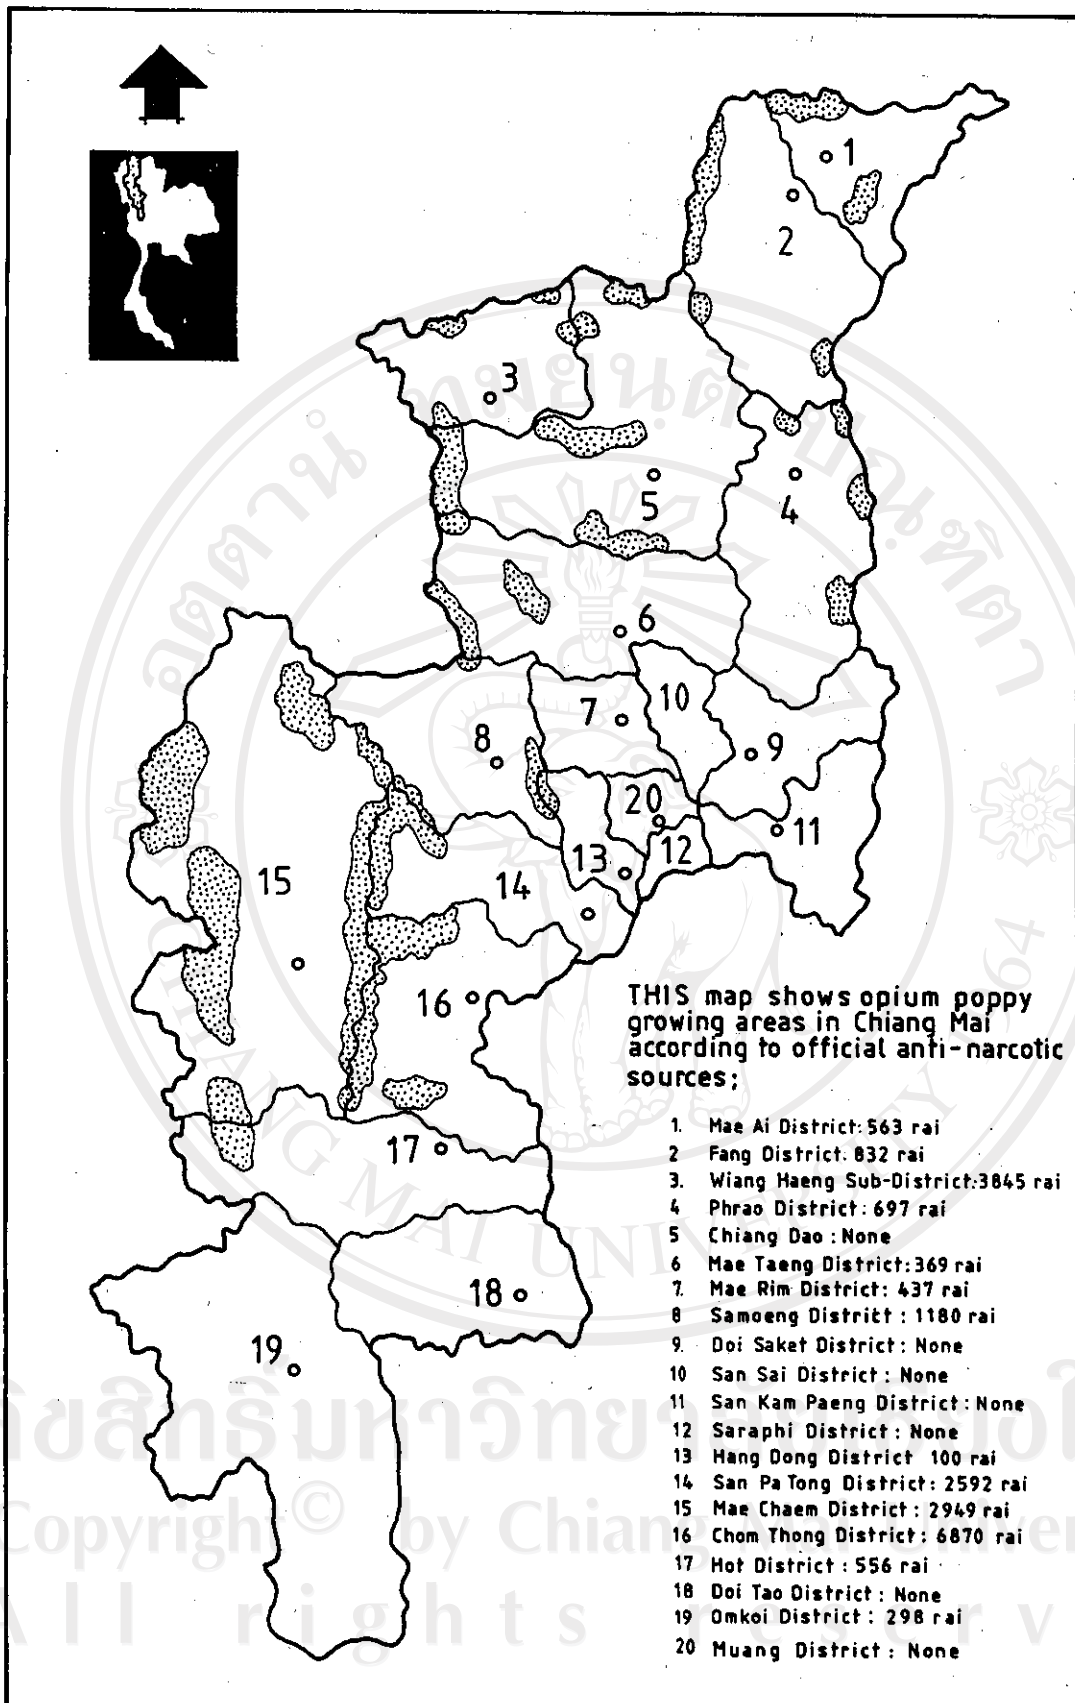 1
2
3
4
5
6
7
8
9
10
11
12
13
14
15
16
17
18
19
20
THIS map shows opium poppy
growing areas in Chiang Mai
according to official anti-narcotic
sources;
1. Mae Ai District: 563 rai
2 Fang District. 832 rai
3. Wiang Haeng Sub-District:3845 rai
4 Phrao District: 697 rai
5 Chiang Dao : None
6 Mae Taeng District:369 rai
7. Mae Rim District: 437 rai
8 Samoeng District : 1180 rai
9. Doi Saket District: None
10 San Sai District : None
11 San Kam Paeng District: None
12 Saraphi District : None
13 Hang Dong District 100 rai
14 San Pa Tong District: 2592 rai
15 Mae Chaem District : 2949 rai
16 Chom Thong District: 6870 rai
17 Hot District : 556 rai
18 Doi Tao District : None
19 Omkoi District : 298 rai
20 Muang District : None
CHIANG MAI UNIVERSITY 1964
Copyright© by Chiang Mai Univer
All rights reserv